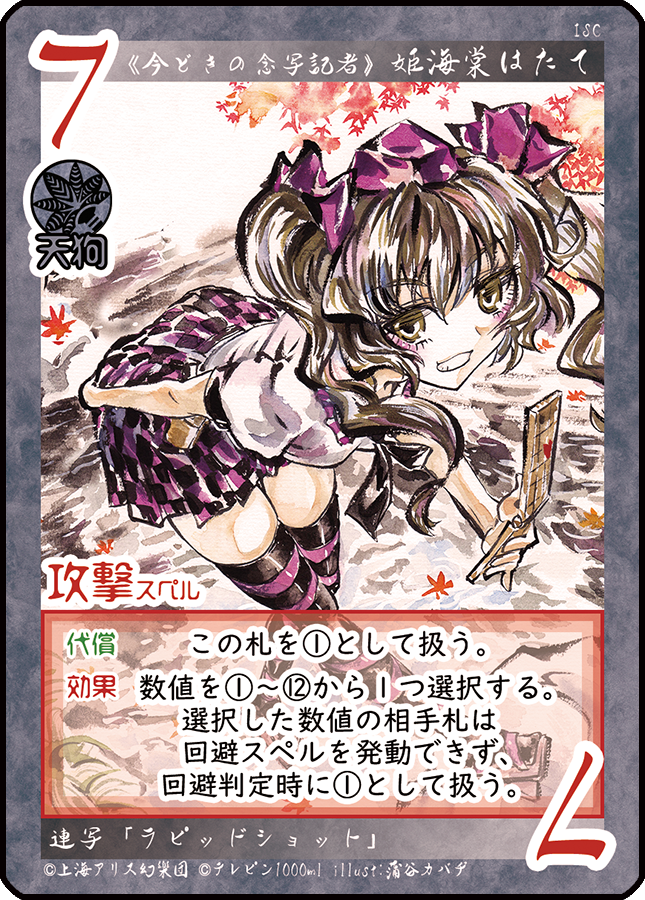 1SC
7
《今どきの念写記者》 姫海棠はたて
天狗
攻撃スペル
代償 この札を①として扱う。
効果 数値を①~⑫から1つ選択する。
選択した数値の相手札は
回避スペルを発動できず、
回避判定時に①として扱う。
7
連写「ラピッドショット」
©上海アリス幻樂団 ©テレピン1000ml illust:蒲谷カバヂ